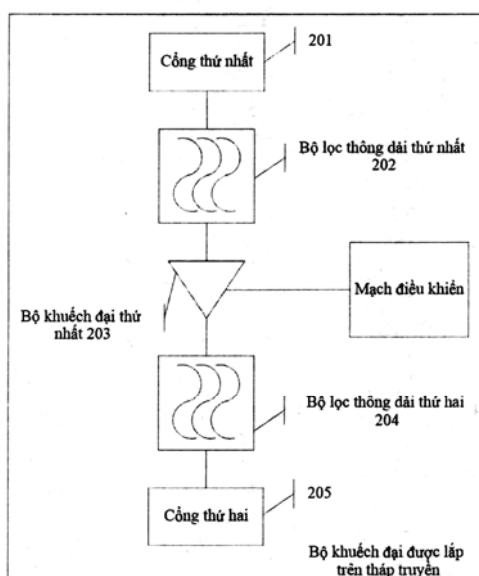 Cổng thứ nhất
201
Bộ lọc thông dải thứ nhất
202
Mạch điều khiển
Bộ khuếch đại thứ
nhất 203
Bộ lọc thông dải thứ hai
204
205
Cổng thứ hai
Bộ khuếch đại được lắp
trên tháp truyền